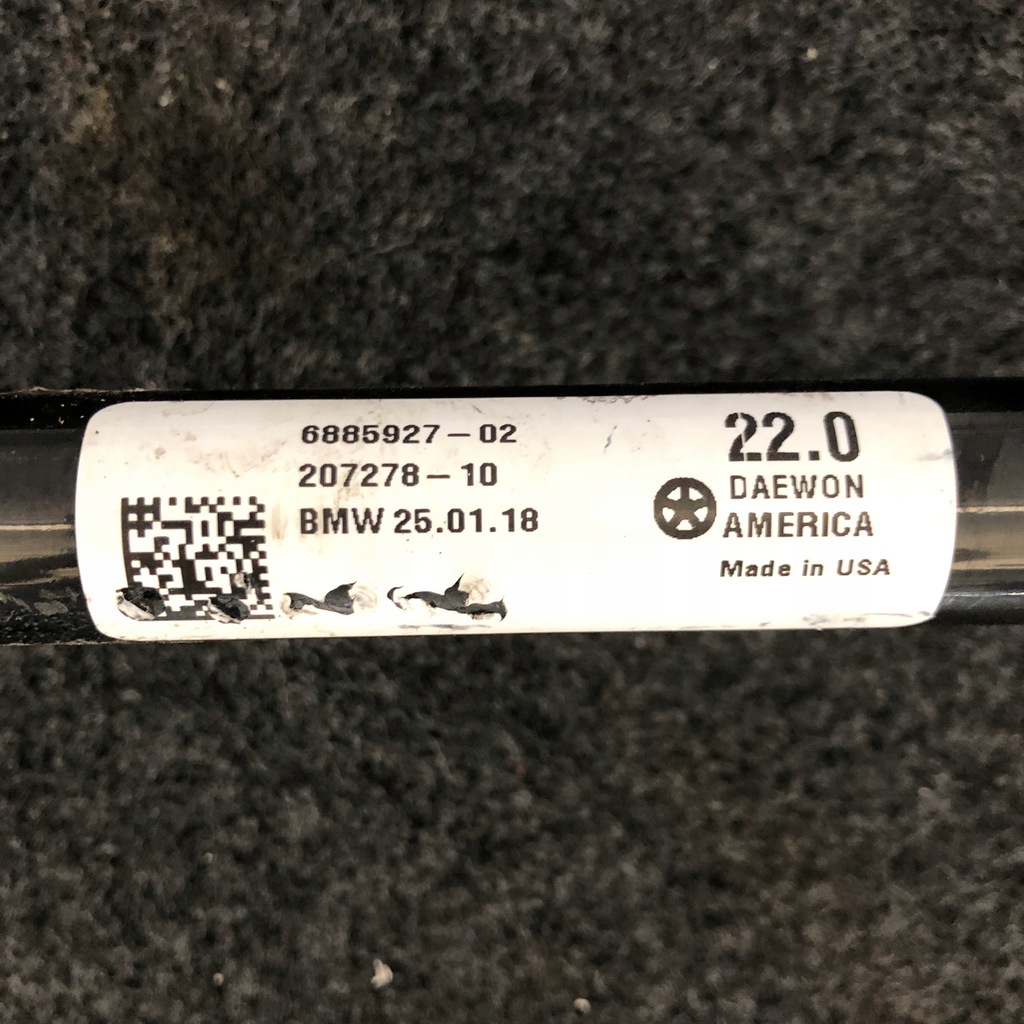 6885927-02
207278-10
BMW 25.01.18
22.0
DAEWON
AMERICA
Made in USA